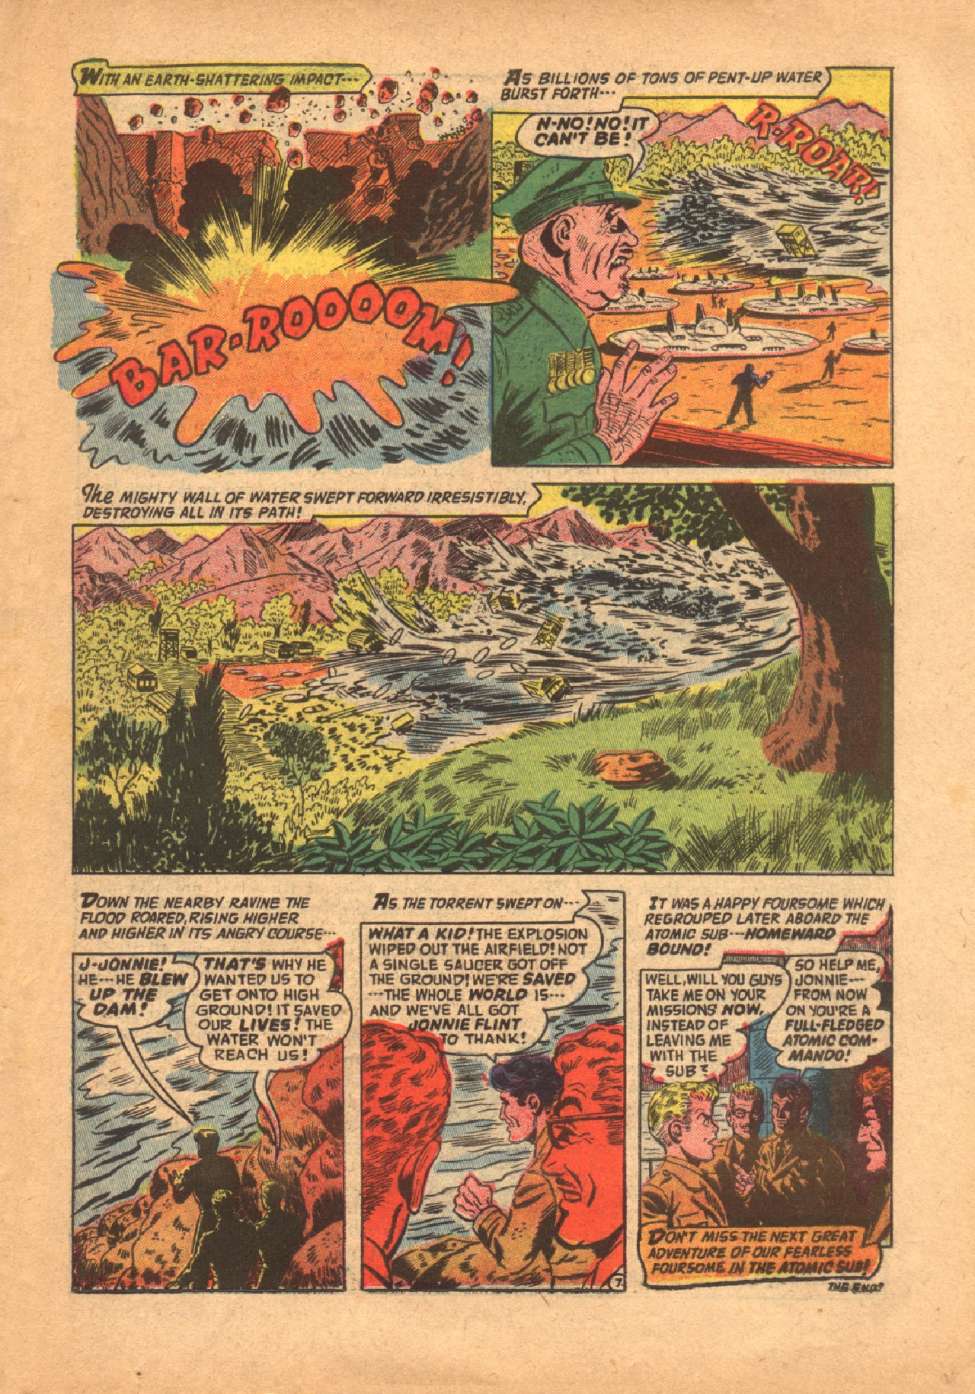 WITH AN EARTH-SHATTERING IMPACT---
BAR-ROOOOOM!
AS BILLIONS OF TONS OF PENT-UP WATER
BURST FORTH---
N-NO! NO! IT
CAN'T BE!
R-ROAR!
The MIGHTY WALL OF WATER SWEPT FORWARD IRRESISTIBLY,
DESTROYING ALL IN ITS PATH!
DOWN THE NEARBY RAVINE THE
FLOOD ROARED, RISING HIGHER
AND HIGHER IN ITS ANGRY COURSE---
J-JONNIE!
HE---HE BLEW
UP THE
DAM!
THAT'S WHY HE
WANTED US TO
GET ONTO HIGH
GROUND! IT SAVED
OUR LIVES! THE
WATER WON'T
REACH US!
AS THE TORRENT SWEPT ON---
WHAT A KID! THE EXPLOSION
WIPED OUT THE AIRFIELD! NOT
A SINGLE SAUCER GOT OFF
THE GROUND! WE'RE SAVED
---THE WHOLE WORLD IS---
AND WE'VE ALL GOT
JONNIE FLINT
TO THANK!
7
IT WAS A HAPPY FOURSOME WHICH
REGROUPED LATER ABOARD THE
ATOMIC SUB---HOMEWARD
BOUND!
WELL, WILL YOU GUYS
TAKE ME ON YOUR
MISSIONS NOW,
INSTEAD OF
LEAVING ME
WITH THE
SUB?
SO HELP ME,
JONNIE---
FROM NOW
ON YOU'RE A
FULL-FLEDGED
ATOMIC COM-
MANDO!
DON'T MISS THE NEXT GREAT
ADVENTURE OF OUR FEARLESS
FOURSOME IN THE ATOMIC SUB!
THE END!